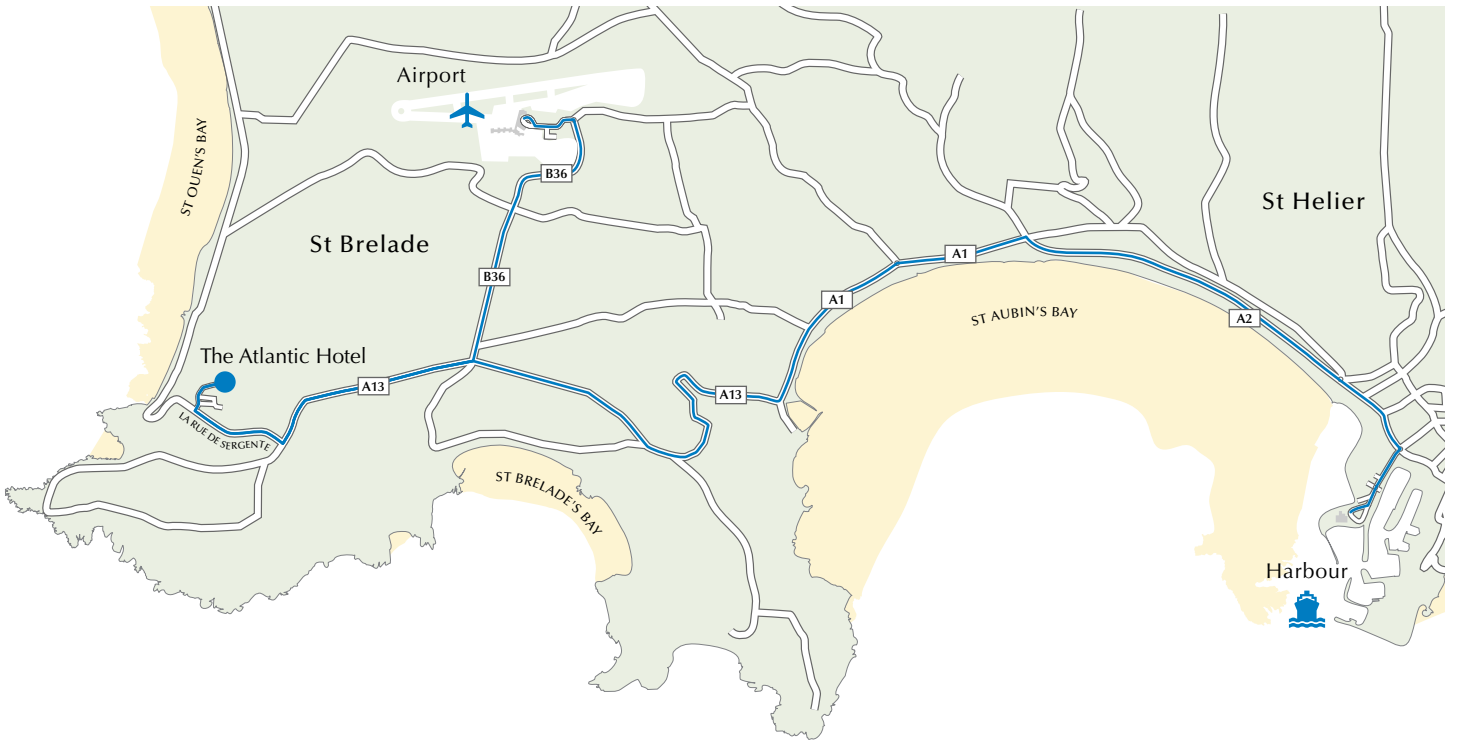 Airport
ST OUEN'S BAY
B36
St Helier
St Brelade
A1
B36
A1
ST AUBIN'S BAY
A2
The Atlantic Hotel
A13
A13
LA RUE DE SERGENTE
ST BRELADE'S BAY
Harbour